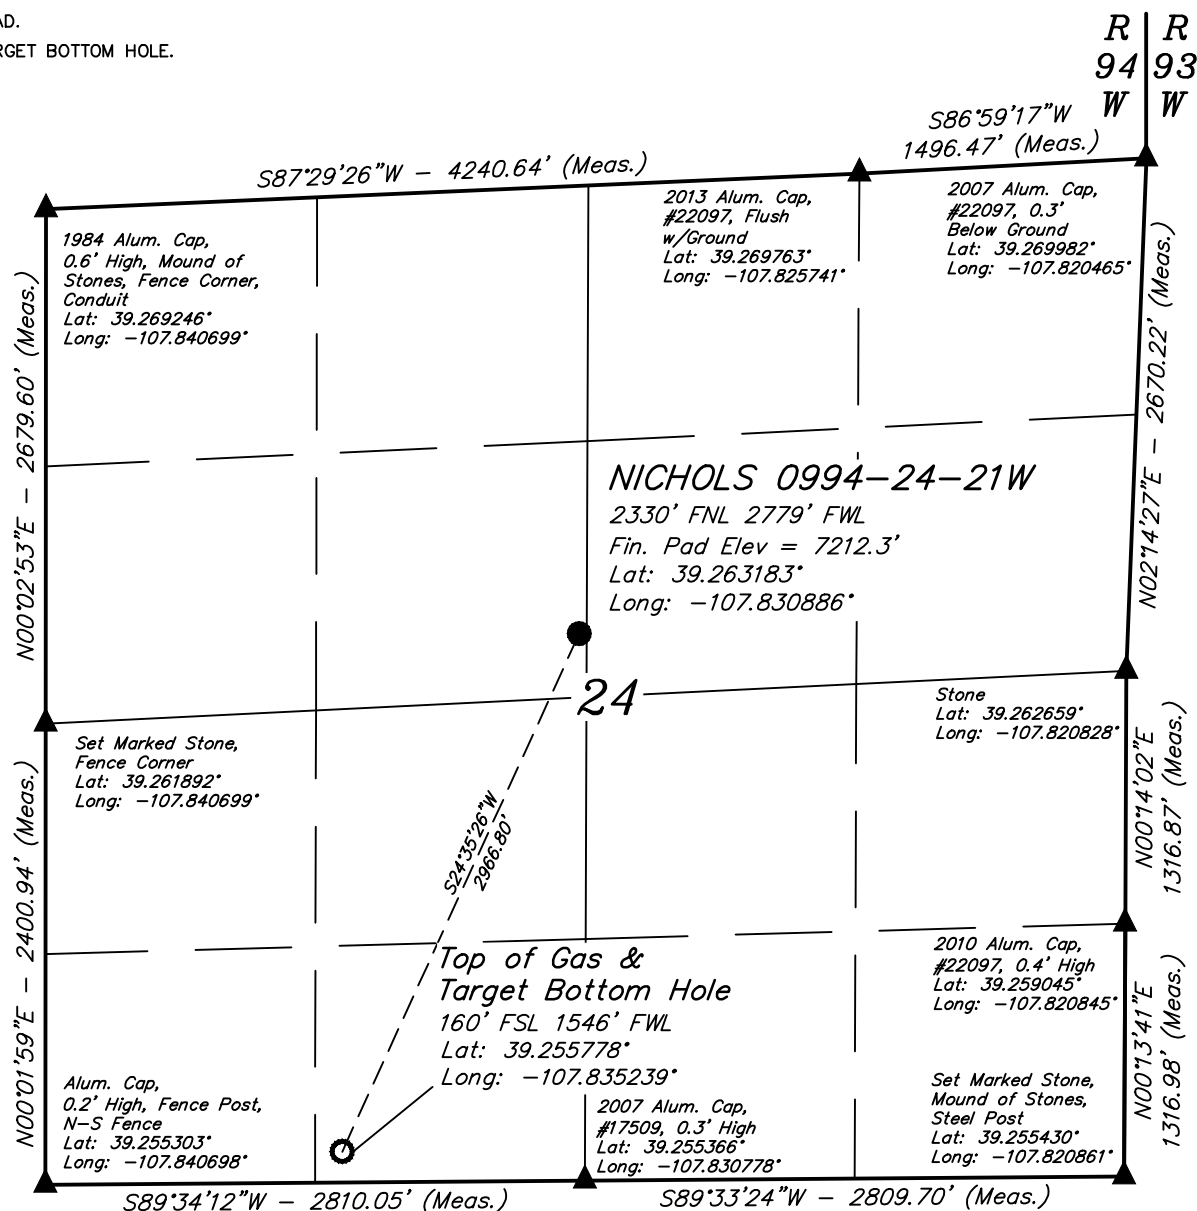 AD.
RGET BOTTOM HOLE.
R R
94 93
W W
S86°59'17"W
1496.47' (Meas.)
S87°29'26"W - 4240.64' (Meas.)
1984 Alum. Cap,
0.6' High, Mound of
Stones, Fence Corner,
Conduit
Lat: 39.269246°
Long: -107.840699°
2013 Alum. Cap,
#22097, Flush
w/Ground
Lat: 39.269763°
Long: -107.825741°
2007 Alum. Cap,
#22097, 0.3'
Below Ground
Lat: 39.269982°
Long: -107.820465°
N00°02'53"E - 2679.60' (Meas.)
N02°14'27"E - 2670.22' (Meas.)
NICHOLS 0994-24-21W
2330' FNL 2779' FWL
Fin. Pad Elev = 7212.3'
Lat: 39.263183°
Long: -107.830886°
24
Stone
Lat: 39.262659°
Long: -107.820828°
Set Marked Stone,
Fence Corner
Lat: 39.261892°
Long: -107.840699°
S24°35'26"W
2966.80'
N00°14'02"E
1316.87' (Meas.)
N00°01'59"E - 2400.94' (Meas.)
Top of Gas &
Target Bottom Hole
160' FSL 1546' FWL
Lat: 39.255778°
Long: -107.835239°
2010 Alum. Cap,
#22097, 0.4' High
Lat: 39.259045°
Long: -107.820845°
N00°13'41"E
1316.98' (Meas.)
Alum. Cap,
0.2' High, Fence Post,
N-S Fence
Lat: 39.255303°
Long: -107.840698°
2007 Alum. Cap,
#17509, 0.3' High
Lat: 39.255366°
Long: -107.830778°
Set Marked Stone,
Mound of Stones,
Steel Post
Lat: 39.255430°
Long: -107.820861°
S89°34'12"W - 2810.05' (Meas.)
S89°33'24"W - 2809.70' (Meas.)